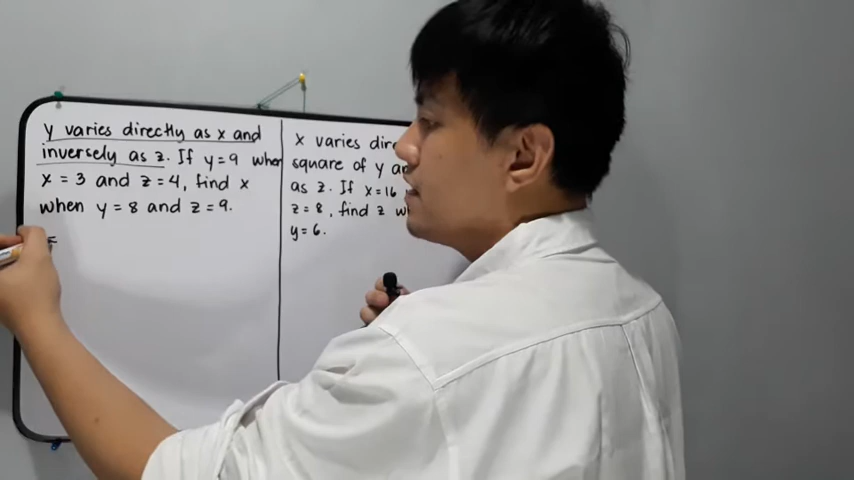 y varies directly as x and
inversely as z. If y=9 when
x=3 and z=4, find x
when y=8 and z=9.
=
x varies
square of y
as z. If x=16
z=8, find z
y=6.